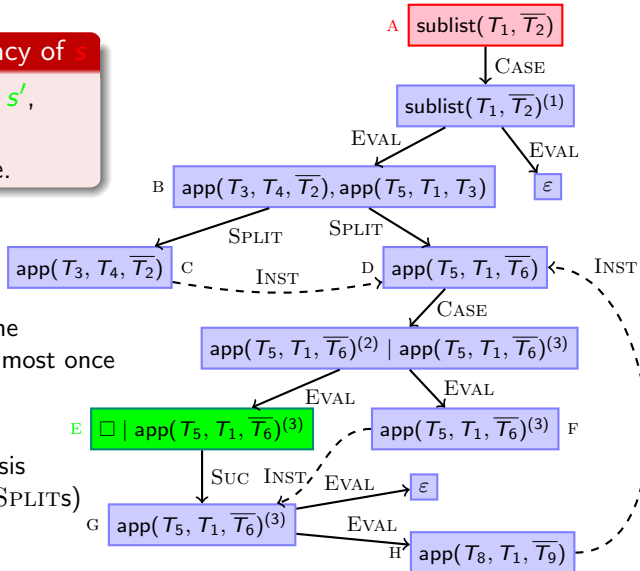 A sublist(T₁, T̅₂)
CASE
ncy of s
s′,
e.
sublist(T₁, T̅₂)⁽¹⁾
EVAL EVAL
B app(T₃, T₄, T̅₂), app(T₅, T₁, T₃) ε
SPLIT SPLIT
app(T₃, T₄, T̅₂) C INST D app(T₅, T₁, T̅₆) INST
CASE
ne
most once
app(T₅, T₁, T̅₆)⁽²⁾ | app(T₅, T₁, T̅₆)⁽³⁾
EVAL EVAL
E □ | app(T₅, T₁, T̅₆)⁽³⁾ app(T₅, T₁, T̅₆)⁽³⁾ F
sis
SPLITS)
SUC INST EVAL ε
G app(T₅, T₁, T̅₆)⁽³⁾
EVAL
H app(T₈, T₁, T̅₉)